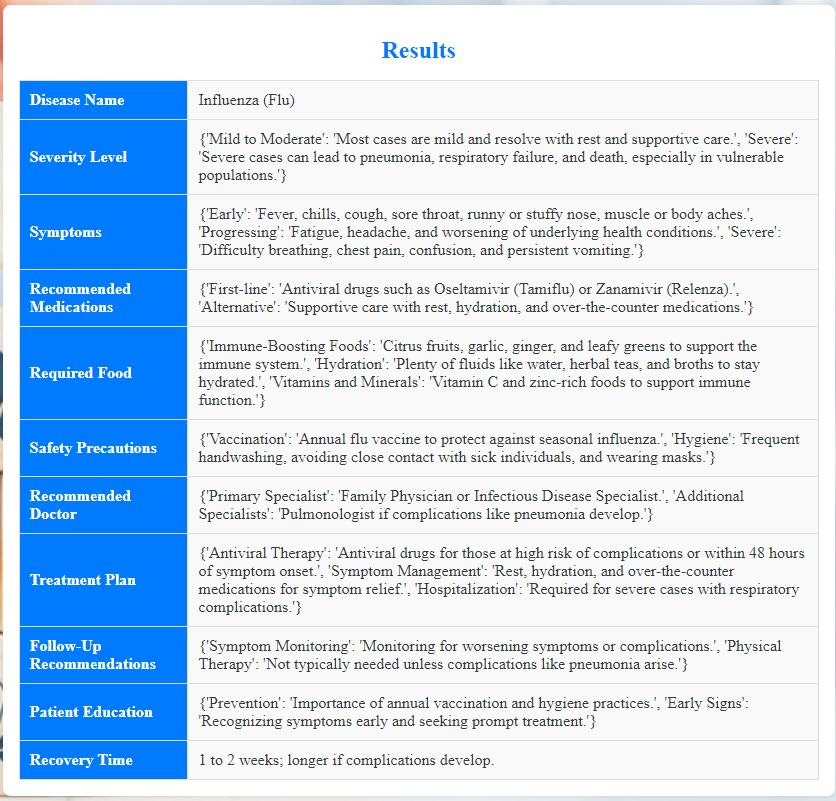 Results
Disease Name
Influenza (Flu)
Severity Level
{'Mild to Moderate': 'Most cases are mild and resolve with rest and supportive care.', 'Severe':
'Severe cases can lead to pneumonia, respiratory failure, and death, especially in vulnerable
populations.'}
Symptoms
{'Early': 'Fever, chills, cough, sore throat, runny or stuffy nose, muscle or body aches.',
'Progressing': 'Fatigue, headache, and worsening of underlying health conditions.', 'Severe':
'Difficulty breathing, chest pain, confusion, and persistent vomiting.'}
Recommended
Medications
{'First-line': 'Antiviral drugs such as Oseltamivir (Tamiflu) or Zanamivir (Relenza).',
'Alternative': 'Supportive care with rest, hydration, and over-the-counter medications.'}
Required Food
{'Immune-Boosting Foods': 'Citrus fruits, garlic, ginger, and leafy greens to support the
immune system.', 'Hydration': 'Plenty of fluids like water, herbal teas, and broths to stay
hydrated.', 'Vitamins and Minerals': 'Vitamin C and zinc-rich foods to support immune
function.'}
Safety Precautions
{'Vaccination': 'Annual flu vaccine to protect against seasonal influenza.', 'Hygiene': 'Frequent
handwashing, avoiding close contact with sick individuals, and wearing masks.'}
Recommended
Doctor
{'Primary Specialist': 'Family Physician or Infectious Disease Specialist.', 'Additional
Specialists': 'Pulmonologist if complications like pneumonia develop.'}
Treatment Plan
{'Antiviral Therapy': 'Antiviral drugs for those at high risk of complications or within 48 hours
of symptom onset.', 'Symptom Management': 'Rest, hydration, and over-the-counter
medications for symptom relief.', 'Hospitalization': 'Required for severe cases with respiratory
complications.'}
Follow-Up
Recommendations
{'Symptom Monitoring': 'Monitoring for worsening symptoms or complications.', 'Physical
Therapy': 'Not typically needed unless complications like pneumonia arise.'}
Patient Education
{'Prevention': 'Importance of annual vaccination and hygiene practices.', 'Early Signs':
'Recognizing symptoms early and seeking prompt treatment.'}
Recovery Time
1 to 2 weeks; longer if complications develop.